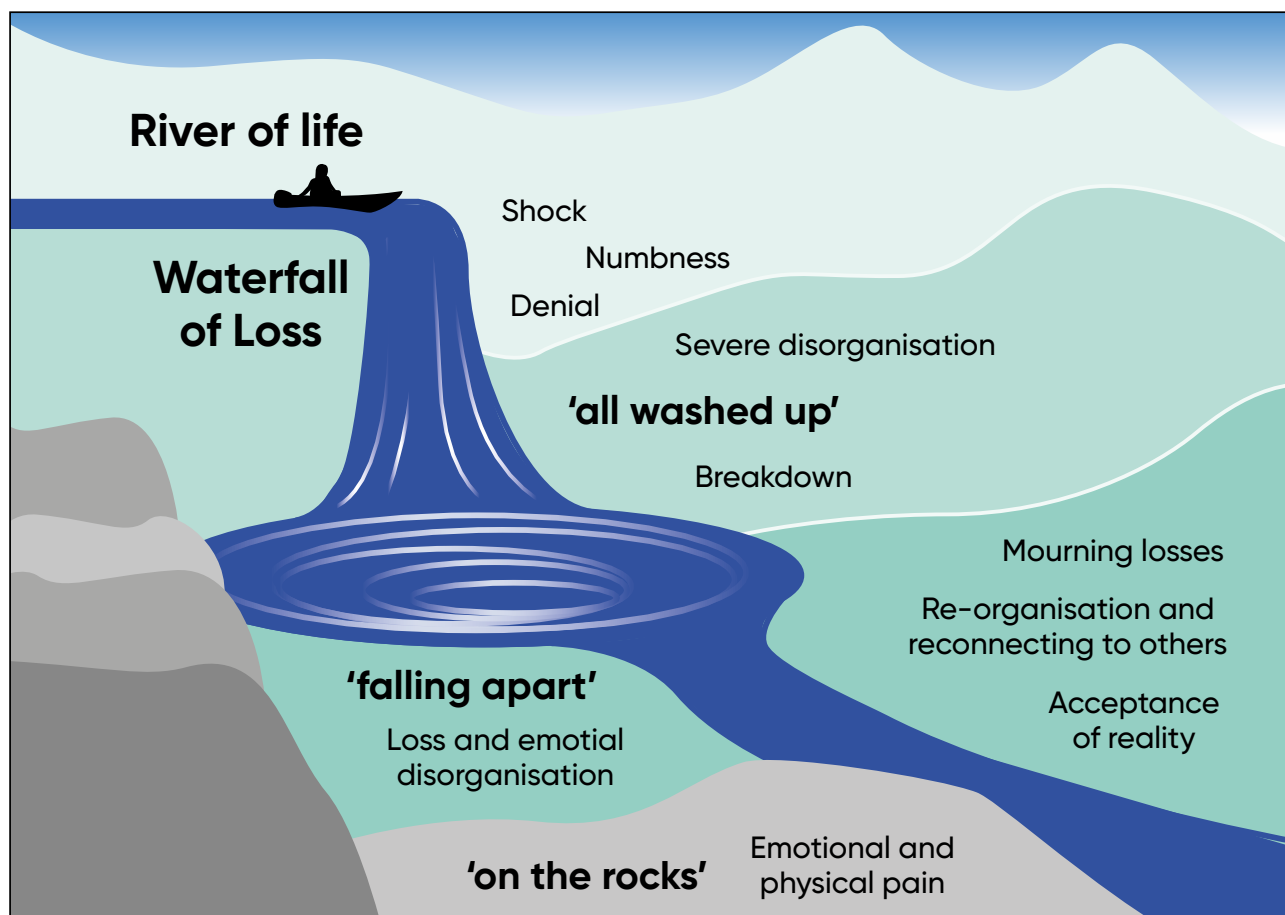 River of life
Shock
Numbness
Waterfall
of Loss
Denial
Severe disorganisation
‘all washed up’
Breakdown
Mourning losses
Re-organisation and
reconnecting to others
‘falling apart’
Loss and emotial
disorganisation
Acceptance
of reality
‘on the rocks’
Emotional and
physical pain